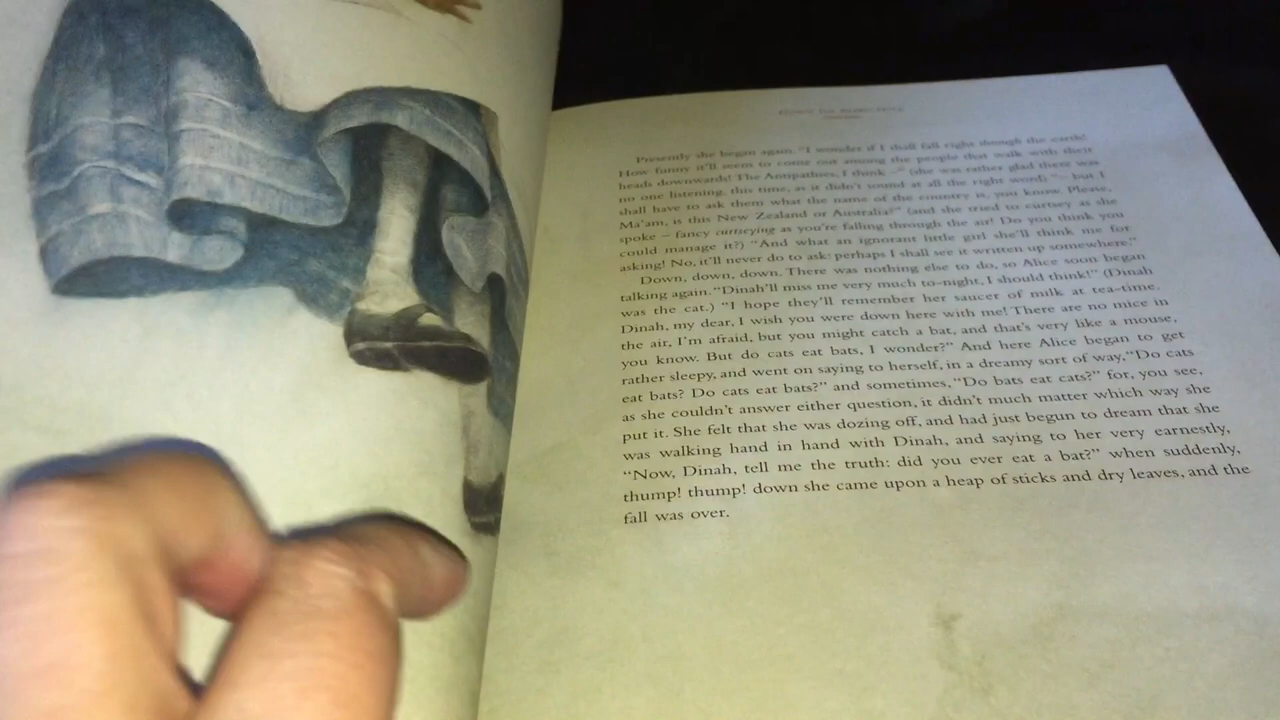 Down the Rabbit-Hole
Presently she began again. “I wonder if I shall fall right through the earth!
How funny it’ll seem to come out among the people that walk with their
heads downwards! The Antipathies, I think –” (she was rather glad there was
no one listening, this time, as it didn’t sound at all the right word) “– but I
shall have to ask them what the name of the country is, you know. Please,
Ma’am, is this New Zealand or Australia?” (and she tried to curtsey as she
spoke – fancy curtseying as you’re falling through the air! Do you think you
could manage it?) “And what an ignorant little girl she’ll think me for
asking! No, it’ll never do to ask: perhaps I shall see it written up somewhere.”
Down, down, down. There was nothing else to do, so Alice soon began
talking again. “Dinah’ll miss me very much to-night, I should think!” (Dinah
was the cat.) “I hope they’ll remember her saucer of milk at tea-time.
Dinah, my dear, I wish you were down here with me! There are no mice in
the air, I’m afraid, but you might catch a bat, and that’s very like a mouse,
you know. But do cats eat bats, I wonder?” And here Alice began to get
rather sleepy, and went on saying to herself, in a dreamy sort of way, “Do cats
eat bats? Do cats eat bats?” and sometimes, “Do bats eat cats?” for, you see,
as she couldn’t answer either question, it didn’t much matter which way she
put it. She felt that she was dozing off, and had just begun to dream that she
was walking hand in hand with Dinah, and saying to her very earnestly,
“Now, Dinah, tell me the truth: did you ever eat a bat?” when suddenly,
thump! thump! down she came upon a heap of sticks and dry leaves, and the
fall was over.